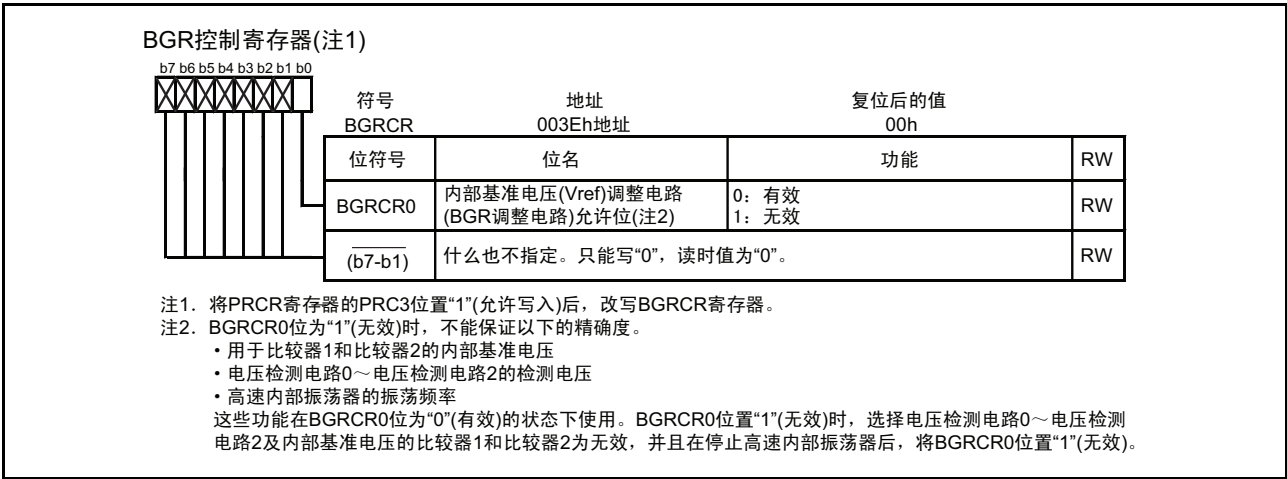 BGR控制寄存器(注1)
b7 b6 b5 b4 b3 b2 b1 b0
符号 地址 复位后的值
BGRCR 003Eh地址 00h
位符号 位名 功能 RW
BGRCR0 内部基准电压(Vref)调整电路 0：有效 RW
(BGR调整电路)允许位(注2) 1：无效
(b7-b1) 什么也不指定。只能写“0”，读时值为“0”。 RW
注1. 将PRCR寄存器的PRC3位置“1”(允许写入)后，改写BGRCR寄存器。
注2. BGRCR0位为“1”(无效)时，不能保证以下的精确度。
・用于比较器1和比较器2的内部基准电压
・电压检测电路0～电压检测电路2的检测电压
・高速内部振荡器的振荡频率
这些功能在BGRCR0位为“0”(有效)的状态下使用。BGRCR0位置“1”(无效)时，选择电压检测电路0～电压检测
电路2及内部基准电压的比较器1和比较器2为无效，并且在停止高速内部振荡器后，将BGRCR0位置“1”(无效)。